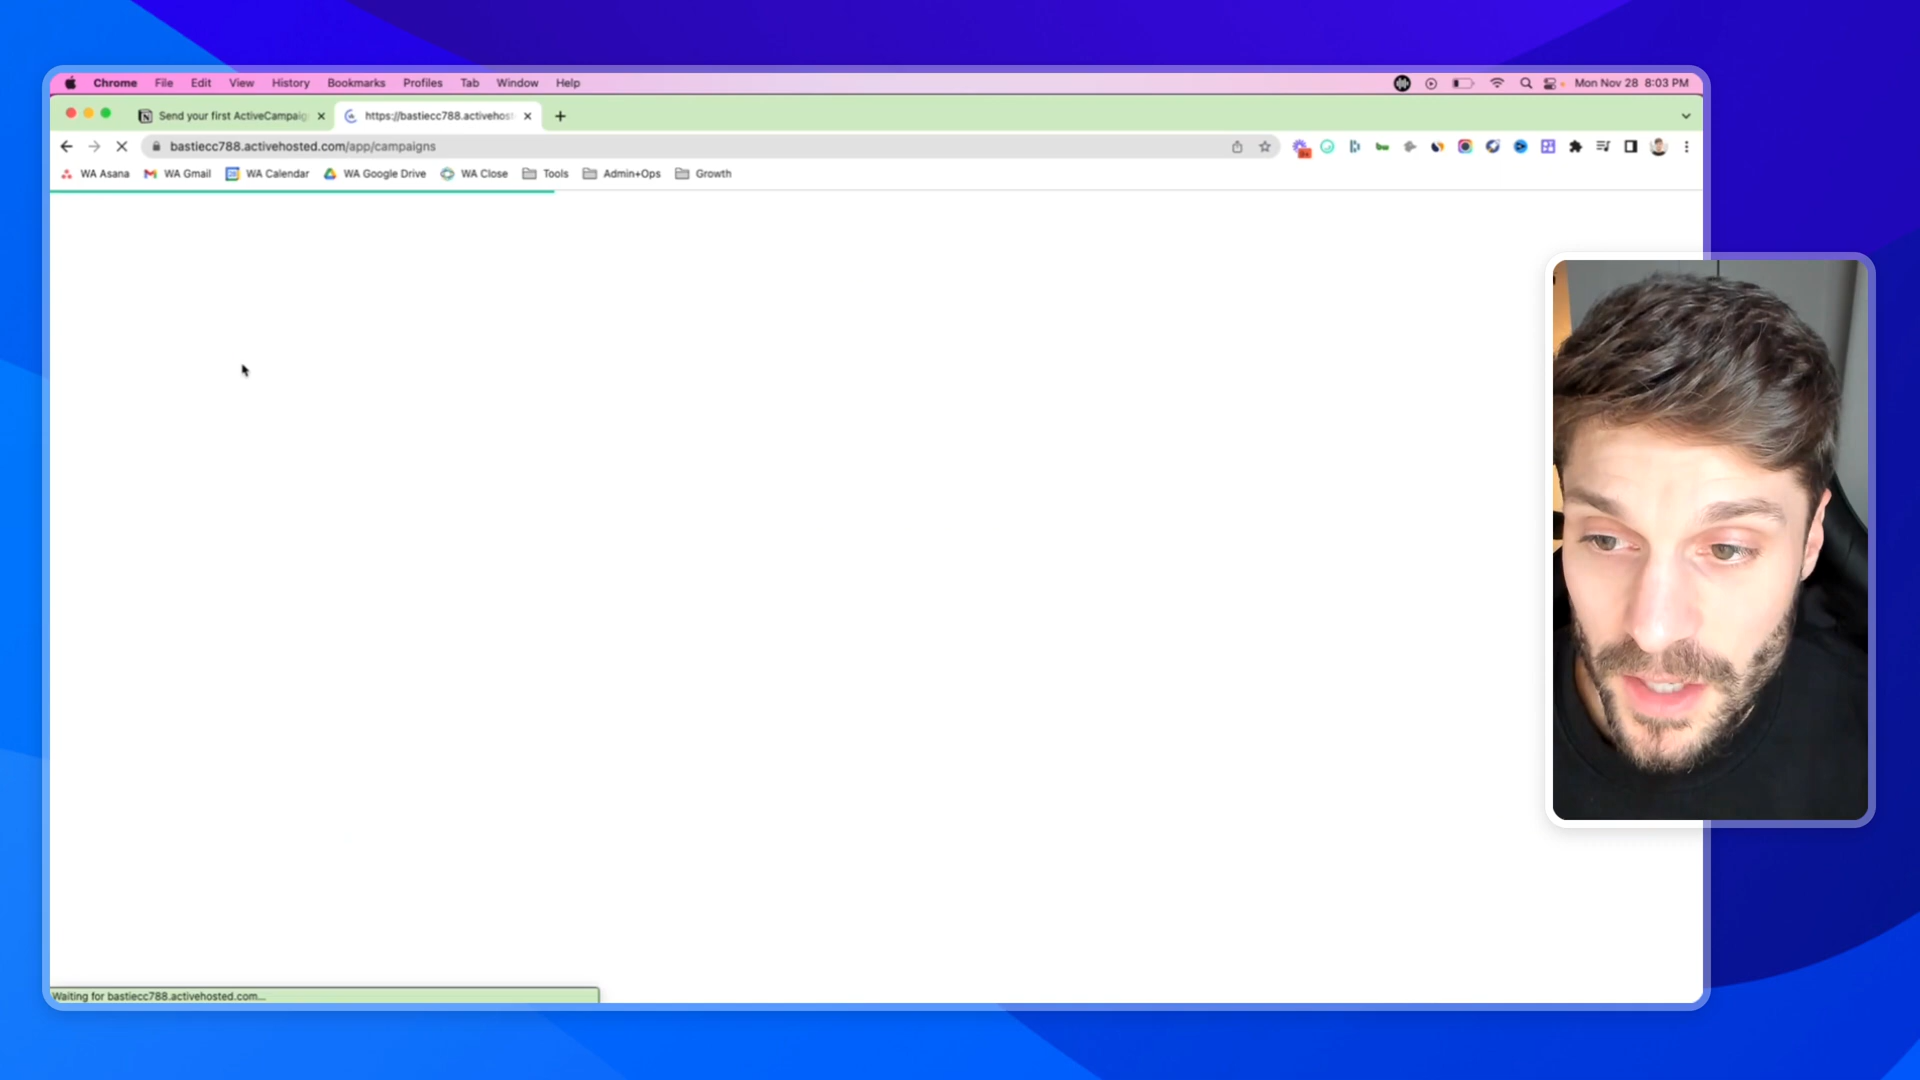 Chrome File Edit View History Bookmarks Profiles Tab Window Help
Mon Nov 28 8:03 PM
Send your first ActiveCampaig
https://bastiecc788.activehost
bastiecc788.activehosted.com/app/campaigns
WA Asana WA Gmail WA Calendar WA Google Drive WA Close Tools Admin+Ops Growth
Waiting for bastiecc788.activehosted.com...